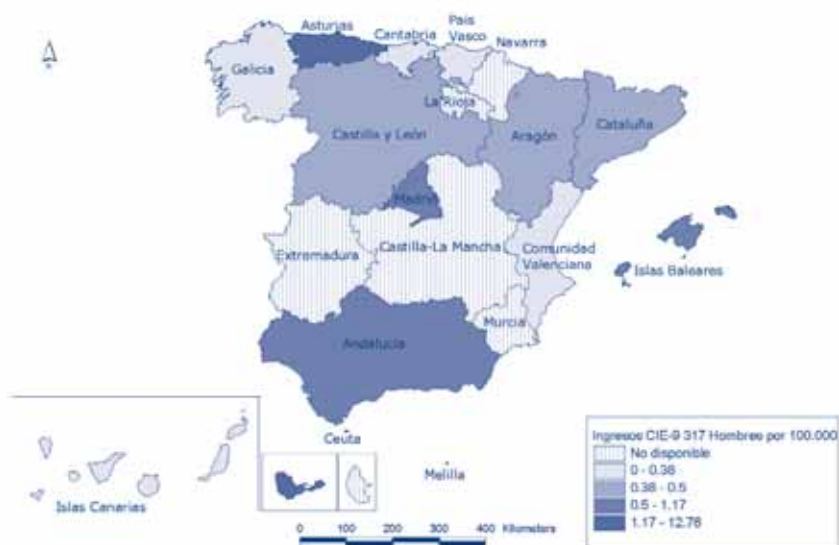 Asturias
Cantabria
País
Vasco
Navarra
Galicia
La Rioja
Castilla y León
Aragón
Cataluña
Madrid
Extremadura
Castilla-La Mancha
Comunidad
Valenciana
Islas Baleares
Murcia
Andalucia
Ceuta
Melilla
Islas Canarias
Ingresos CIE-9 317 Hombres por 100.000
No disponible
0 - 0.38
0.38 - 0.5
0.5 - 1.17
1.17 - 12.78
0 100 200 300 400 Kilometers